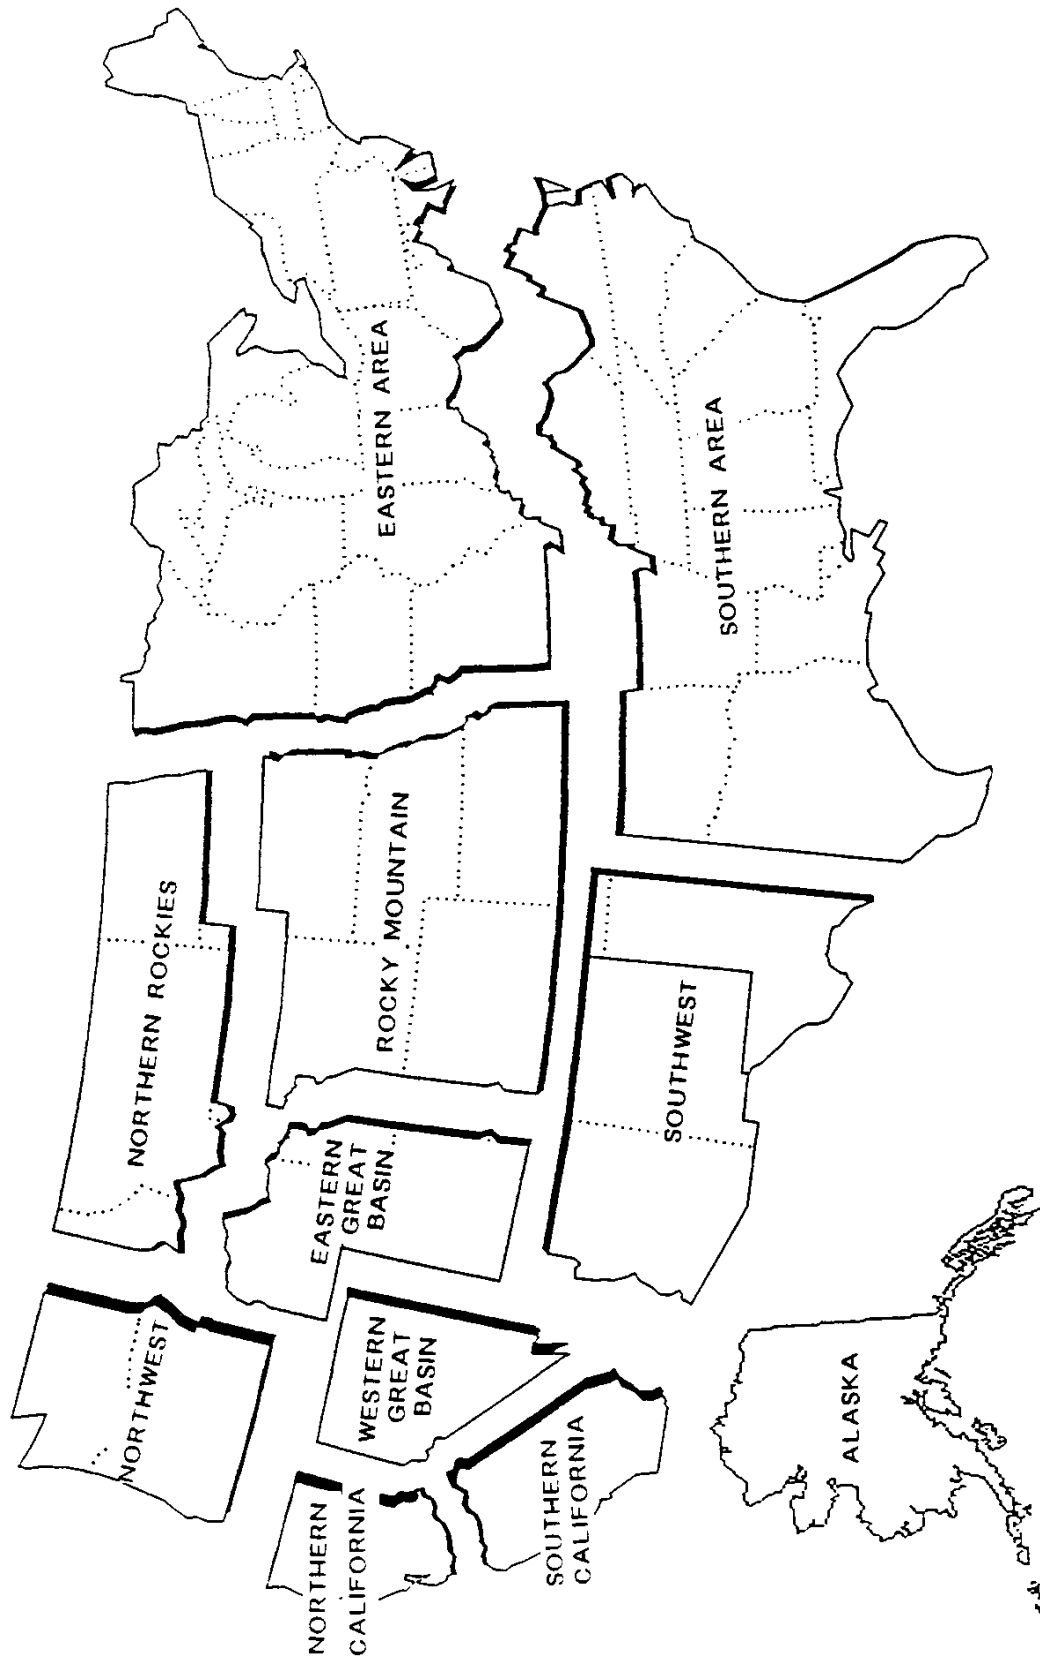 NORTHWEST
NORTHERN ROCKIES
EASTERN AREA
ROCKY MOUNTAIN
EASTERN
GREAT
BASIN
WESTERN
GREAT
BASIN
NORTHERN
CALIFORNIA
SOUTHERN
CALIFORNIA
SOUTHWEST
SOUTHERN AREA
ALASKA